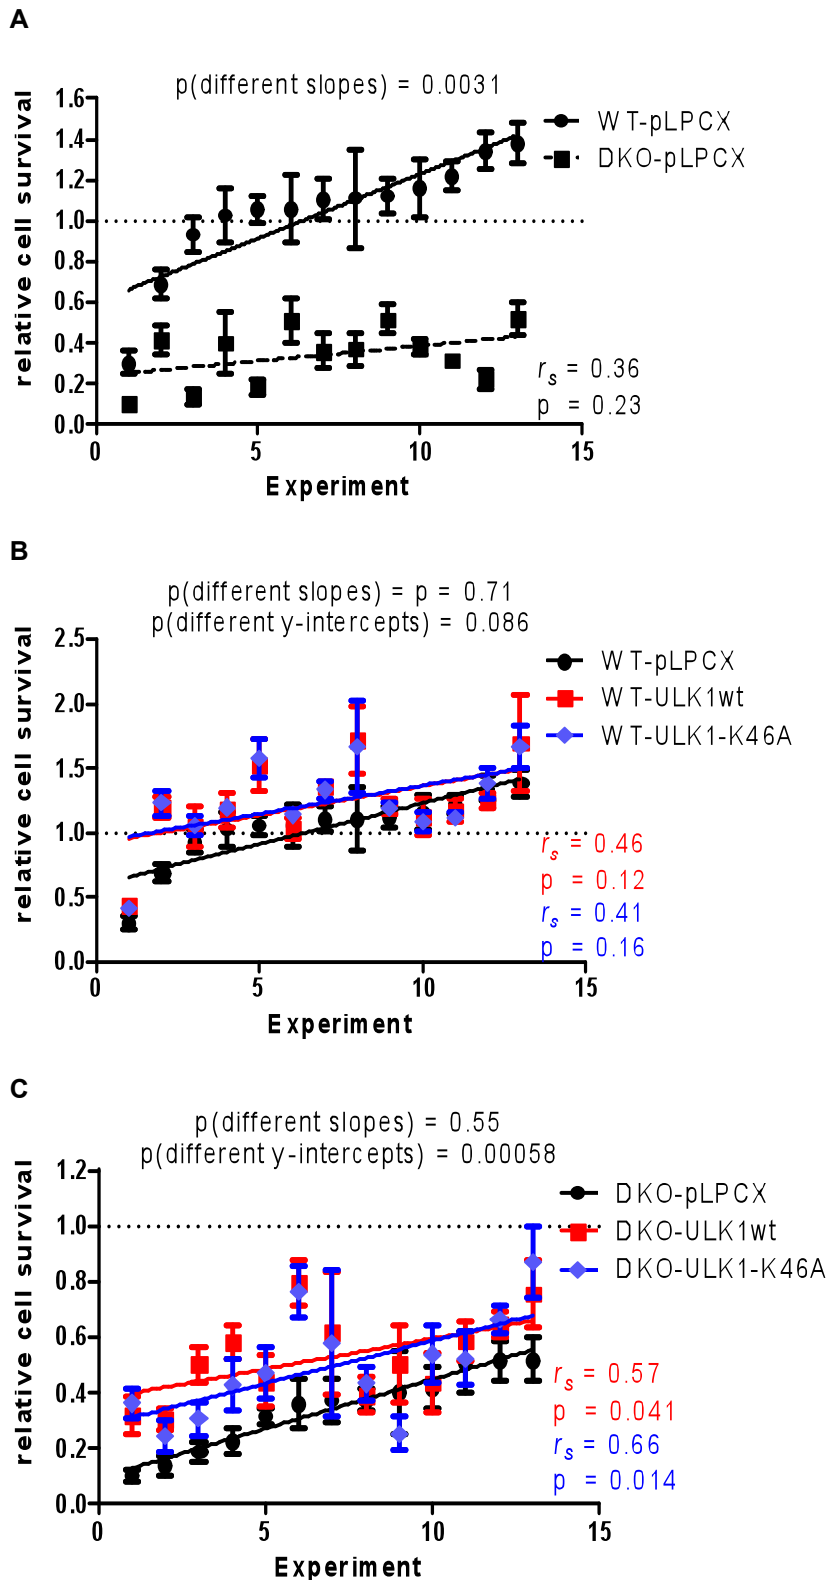 A
p(different slopes) = 0.0031
relative cell survival
1.6
1.4
1.2
1.0
0.8
0.6
0.4
0.2
0.0
WT-pLPCX
DKO-pLPCX
rs = 0.36
p = 0.23
0 5 10 15
Experiment
B
p(different slopes) = p = 0.71
p(different y-intercepts) = 0.086
relative cell survival
2.5
2.0
1.5
1.0
0.5
0.0
WT-pLPCX
WT-ULK1wt
WT-ULK1-K46A
rs = 0.46
p = 0.12
rs = 0.41
p = 0.16
0 5 10 15
Experiment
C
p(different slopes) = 0.55
p(different y-intercepts) = 0.00058
relative cell survival
1.2
1.0
0.8
0.6
0.4
0.2
0.0
DKO-pLPCX
DKO-ULK1wt
DKO-ULK1-K46A
rs = 0.57
p = 0.041
rs = 0.66
p = 0.014
0 5 10 15
Experiment